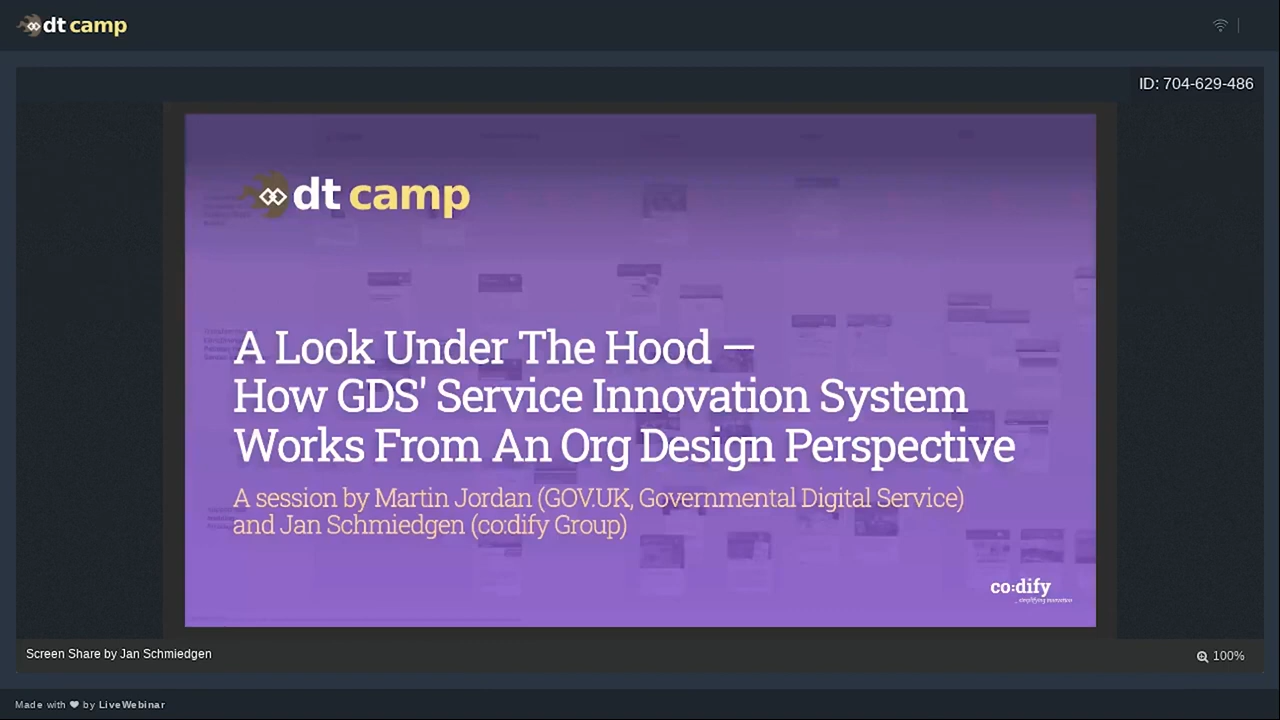 dt camp
ID: 704-629-486
dt camp
A Look Under The Hood —
How GDS' Service Innovation System
Works From An Org Design Perspective
A session by Martin Jordan (GOV.UK, Governmental Digital Service)
and Jan Schmiedgen (co:dify Group)
co:dify
_simplifying innovation
Screen Share by Jan Schmiedgen
100%
Made with ❤ by LiveWebinar